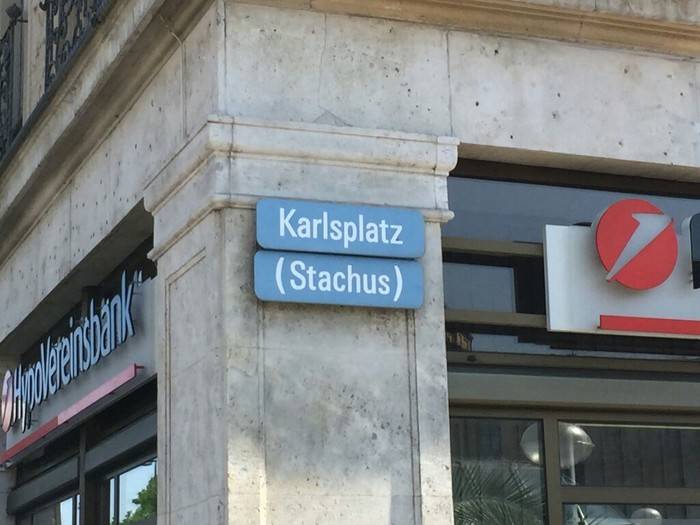 Karlsplatz
(Stachus)
HypoVereinsbank